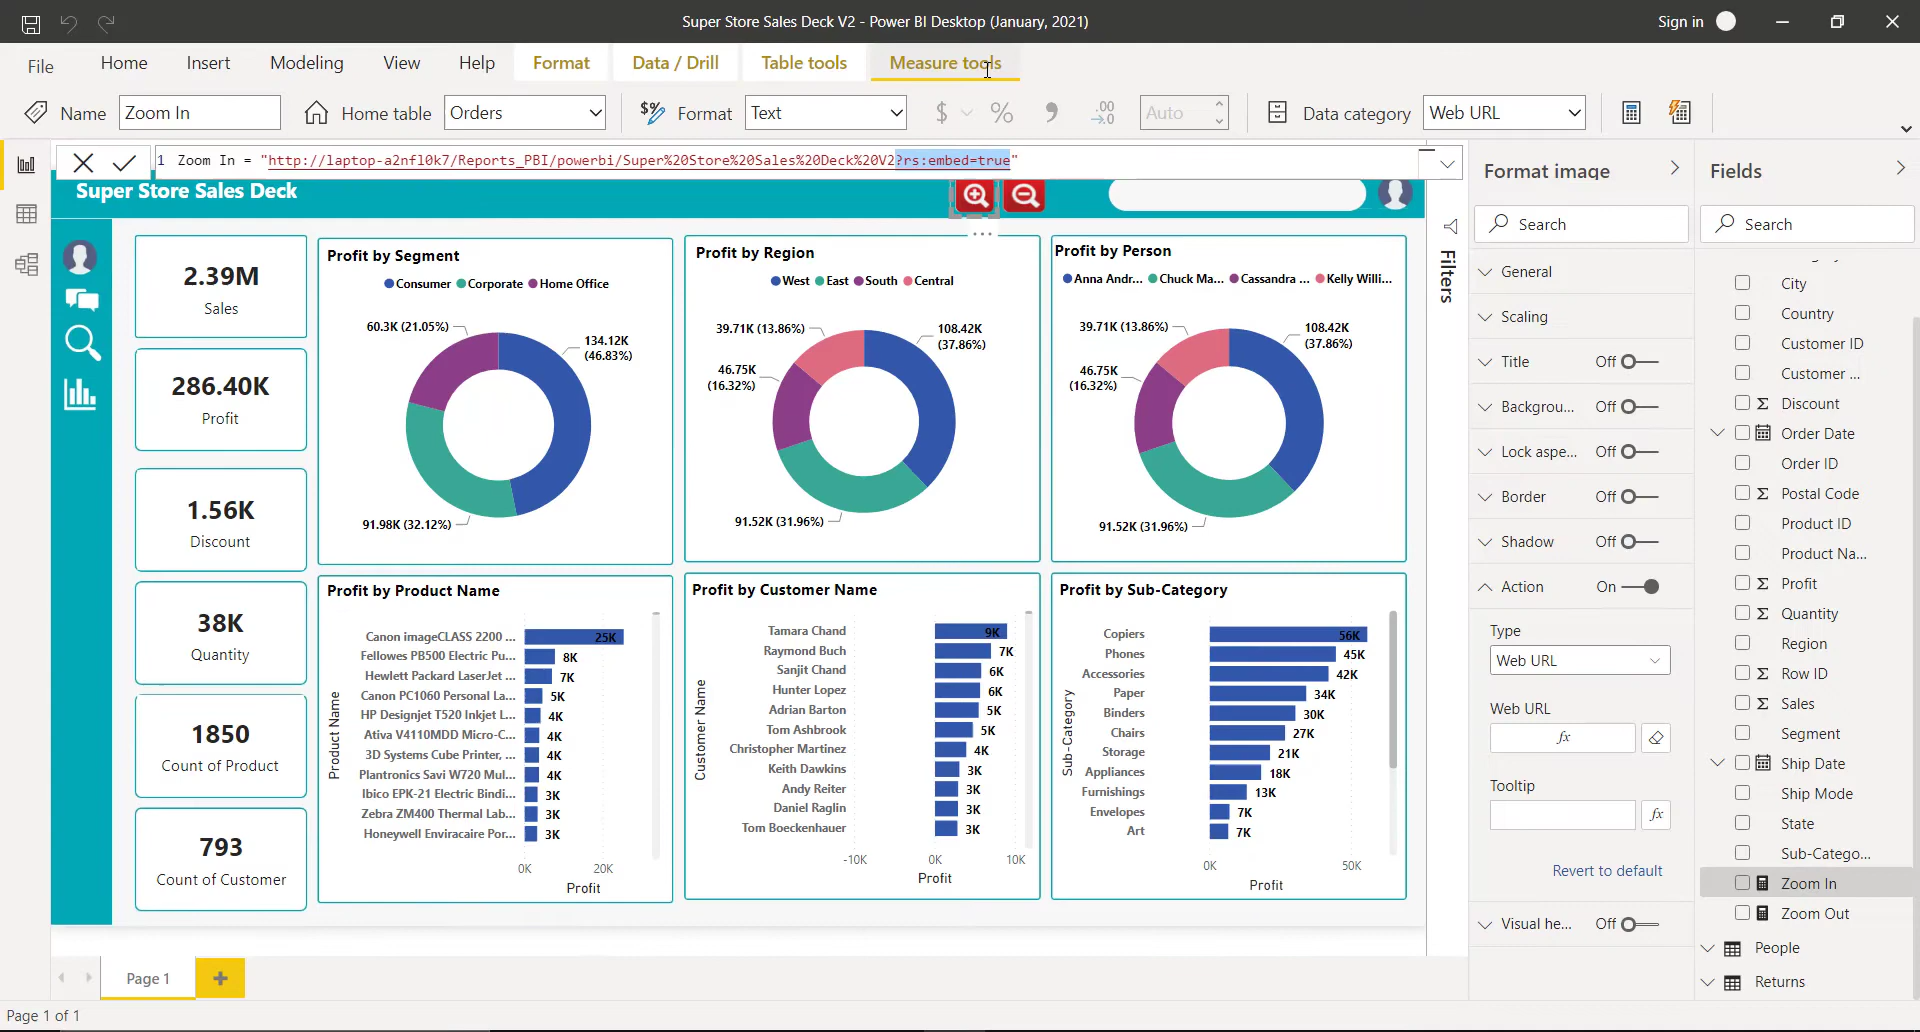 Super Store Sales Deck V2 - Power BI Desktop (January, 2021)
Sign in
File
Home
Insert
Modeling
View
Help
Format
Data / Drill
Table tools
Measure tools
Name
Zoom In
Home table
Orders
Format
Text
$
%
Auto
Data category
Web URL
1 Zoom In = "http://laptop-a2nfl0k7/Reports_PBI/powerbi/Super%20Store%20Sales%20Deck%20V2?rs:embed=true"
Super Store Sales Deck
2.39M
Sales
286.40K
Profit
1.56K
Discount
38K
Quantity
1850
Count of Product
793
Count of Customer
Profit by Segment
Consumer Corporate Home Office
60.3K (21.05%)
134.12K
(46.83%)
91.98K (32.12%)
Profit by Region
West East South Central
39.71K (13.86%)
108.42K
(37.86%)
46.75K
(16.32%)
91.52K (31.96%)
Profit by Person
Anna Andr... Chuck Ma... Cassandra ... Kelly Willi...
39.71K (13.86%)
108.42K
(37.86%)
46.75K
(16.32%)
91.52K (31.96%)
Profit by Product Name
Product Name
Canon imageCLASS 2200 ... 25K
Fellowes PB500 Electric Pu... 8K
Hewlett Packard LaserJet ... 7K
Canon PC1060 Personal La... 5K
HP Designjet T520 Inkjet L... 4K
Ativa V4110MDD Micro-C... 4K
3D Systems Cube Printer, ... 4K
Plantronics Savi W720 Mul... 4K
Ibico EPK-21 Electric Bindi... 3K
Zebra ZM400 Thermal Lab... 3K
Honeywell Enviracaire Por... 3K
0K 20K
Profit
Profit by Customer Name
Customer Name
Tamara Chand 9K
Raymond Buch 7K
Sanjit Chand 6K
Hunter Lopez 6K
Adrian Barton 5K
Tom Ashbrook 5K
Christopher Martinez 4K
Keith Dawkins 3K
Andy Reiter 3K
Daniel Raglin 3K
Tom Boeckenhauer 3K
-10K 0K 10K
Profit
Profit by Sub-Category
Sub-Category
Copiers 56K
Phones 45K
Accessories 42K
Paper 34K
Binders 30K
Chairs 27K
Storage 21K
Appliances 18K
Furnishings 13K
Envelopes 7K
Art 7K
0K 50K
Profit
Filters
Format image
Search
General
Scaling
Title Off
Backgrou... Off
Lock aspe... Off
Border Off
Shadow Off
Action On
Type
Web URL
Web URL
fx
Tooltip
fx
Revert to default
Visual he... Off
Fields
Search
City
Country
Customer ID
Customer ...
Σ Discount
Order Date
Order ID
Σ Postal Code
Product ID
Product Na...
Σ Profit
Σ Quantity
Region
Σ Row ID
Σ Sales
Segment
Ship Date
Ship Mode
State
Sub-Catego...
Zoom In
Zoom Out
People
Returns
Page 1
Page 1 of 1